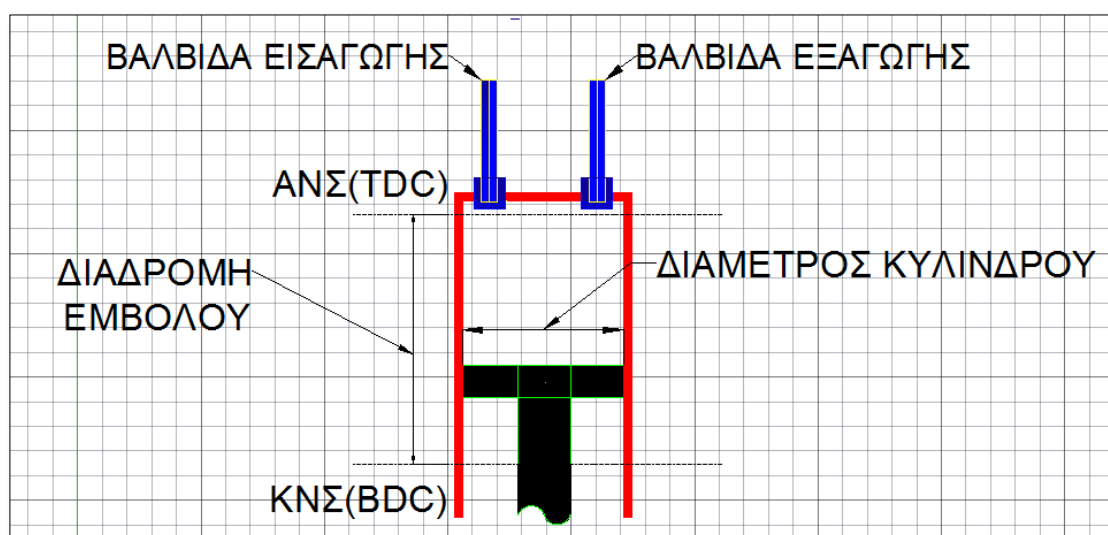 ΒΑΛΒΙΔΑ ΕΙΣΑΓΩΓΗΣ
ΒΑΛΒΙΔΑ ΕΞΑΓΩΓΗΣ
ΑΝΣ(TDC)
ΔΙΑΔΡΟΜΗ
ΕΜΒΟΛΟΥ
ΔΙΑΜΕΤΡΟΣ ΚΥΛΙΝΔΡΟΥ
ΚΝΣ(BDC)